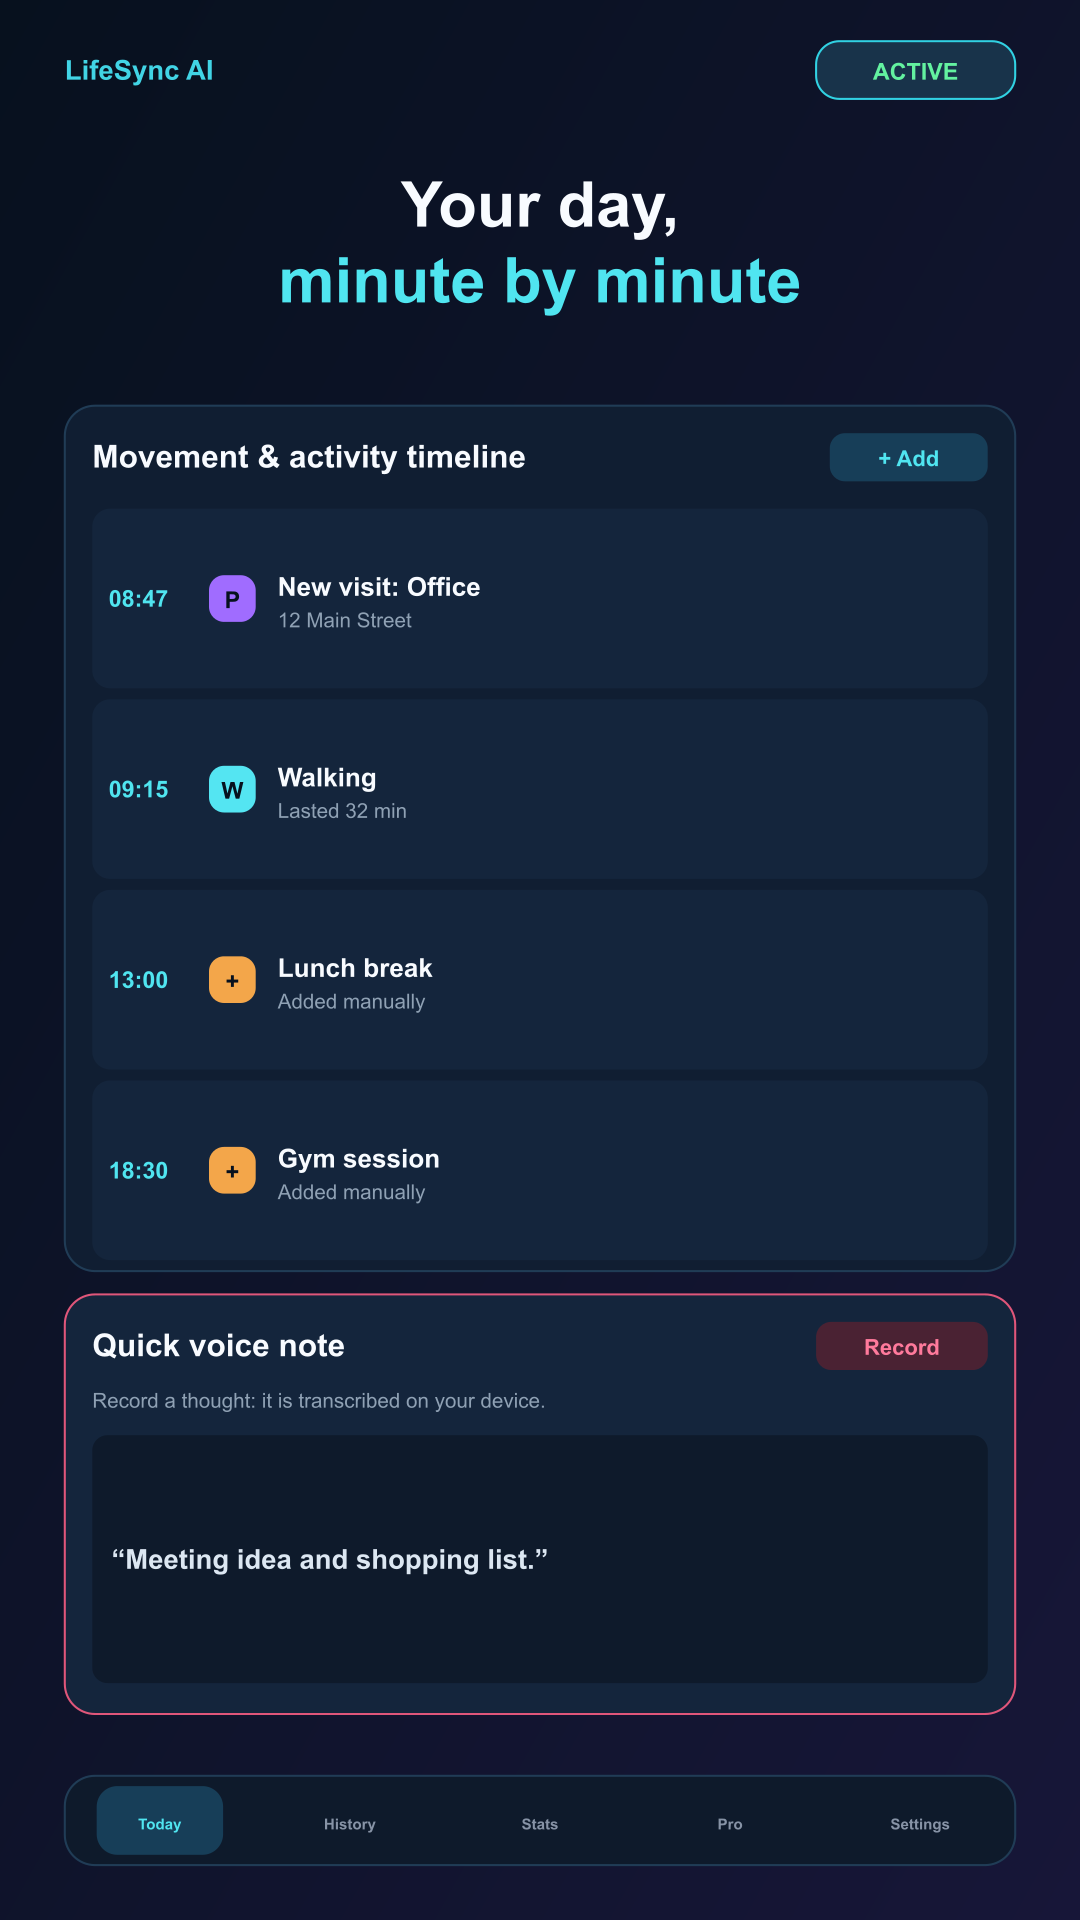 LifeSync AI
ACTIVE
Your day,
minute by minute
Movement & activity timeline
+ Add
08:47
P
New visit: Office
12 Main Street
09:15
W
Walking
Lasted 32 min
13:00
+
Lunch break
Added manually
18:30
+
Gym session
Added manually
Quick voice note
Record
Record a thought: it is transcribed on your device.
“Meeting idea and shopping list.”
Today
History
Stats
Pro
Settings